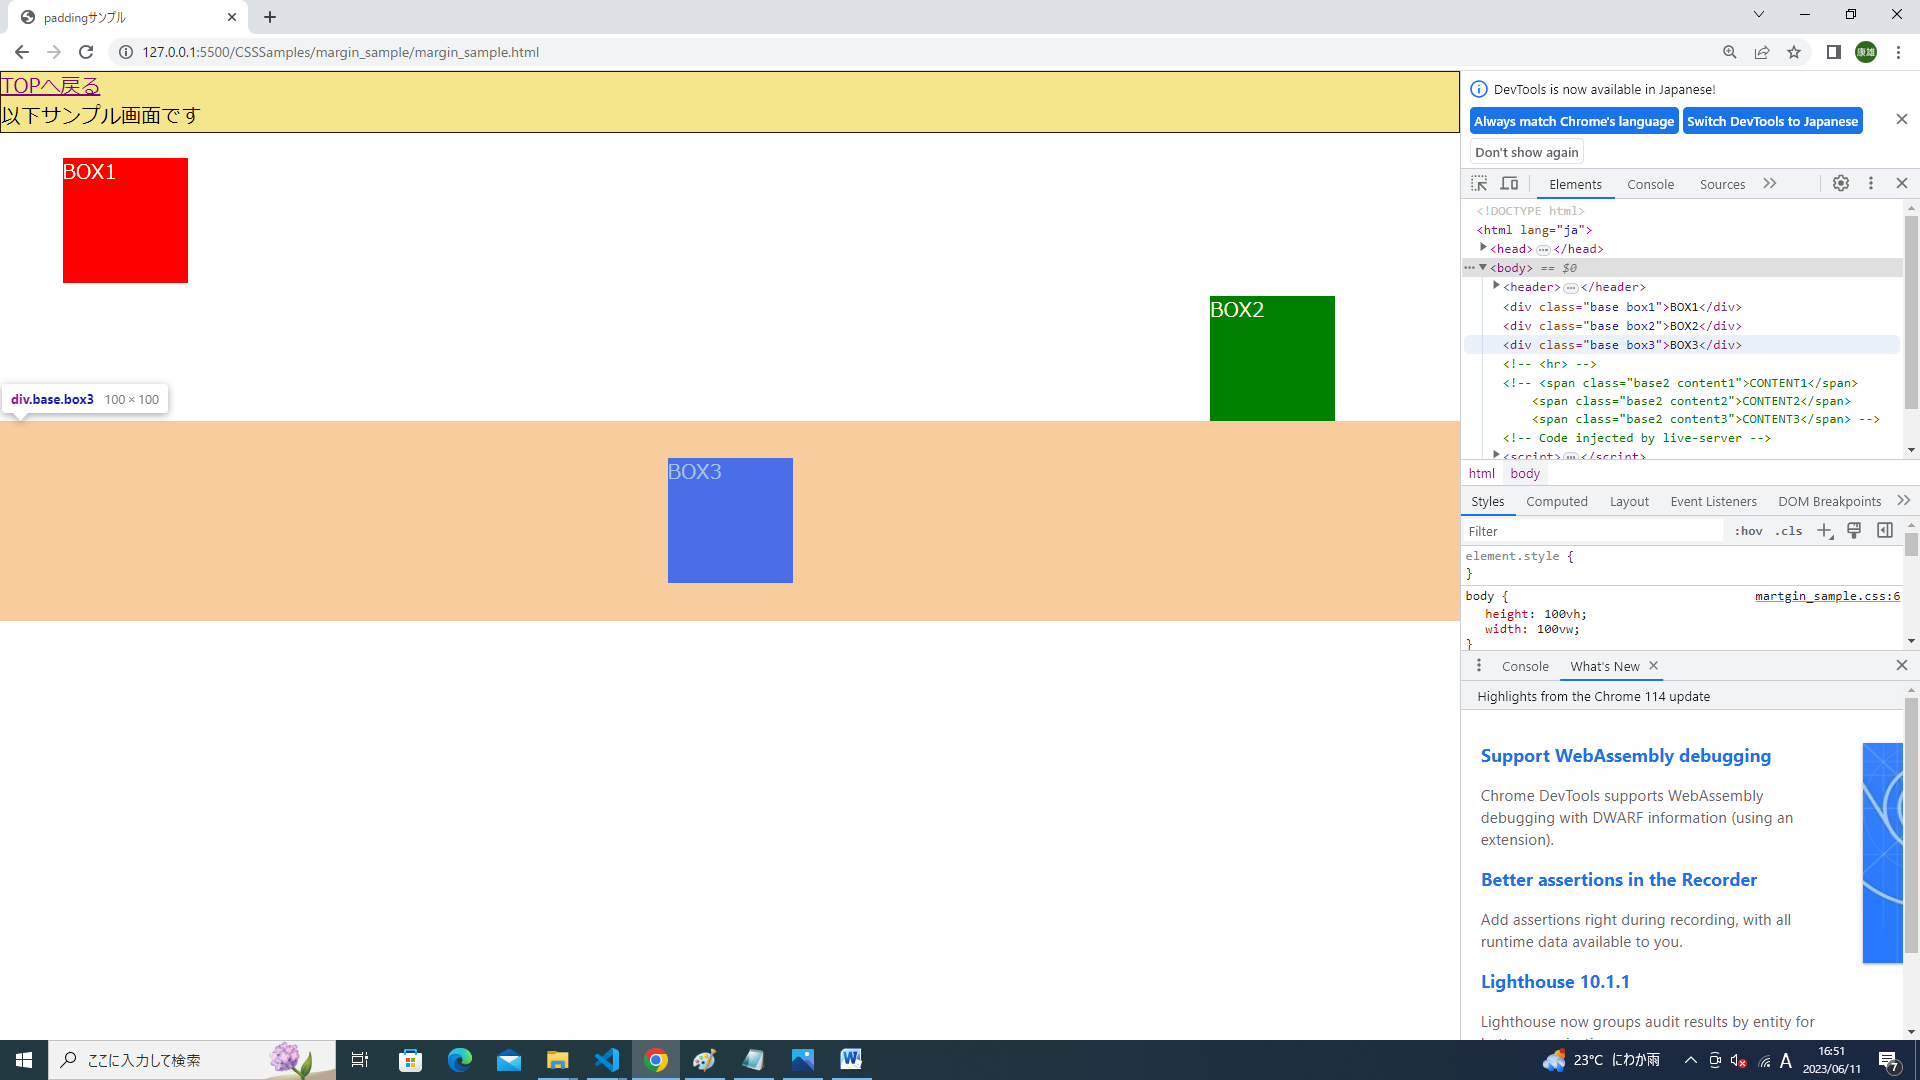 paddingサンプル
127.0.0.1:5500/CSSSamples/margin_sample/margin_sample.html
康雄
TOPへ戻る
以下サンプル画面です
BOX1
BOX2
div.base.box3 100 × 100
BOX3
DevTools is now available in Japanese!
Always match Chrome's language Switch DevTools to Japanese
Don't show again
Elements Console Sources
<!DOCTYPE html>
<html lang="ja">
<head> … </head>
<body> == $0
<header> … </header>
<div class="base box1">BOX1</div>
<div class="base box2">BOX2</div>
<div class="base box3">BOX3</div>
<!-- <hr> -->
<!-- <span class="base2 content1">CONTENT1</span>
<span class="base2 content2">CONTENT2</span>
<span class="base2 content3">CONTENT3</span> -->
<!-- Code injected by live-server -->
<script> … </script>
html body
Styles Computed Layout Event Listeners DOM Breakpoints
Filter :hov .cls
element.style {
}
body { martgin_sample.css:6
height: 100vh;
width: 100vw;
}
Console What's New
Highlights from the Chrome 114 update
Support WebAssembly debugging
Chrome DevTools supports WebAssembly
debugging with DWARF information (using an
extension).
Better assertions in the Recorder
Add assertions right during recording, with all
runtime data available to you.
Lighthouse 10.1.1
Lighthouse now groups audit results by entity for
ここに入力して検索
23°C にわか雨
A
16:51
2023/06/11
7